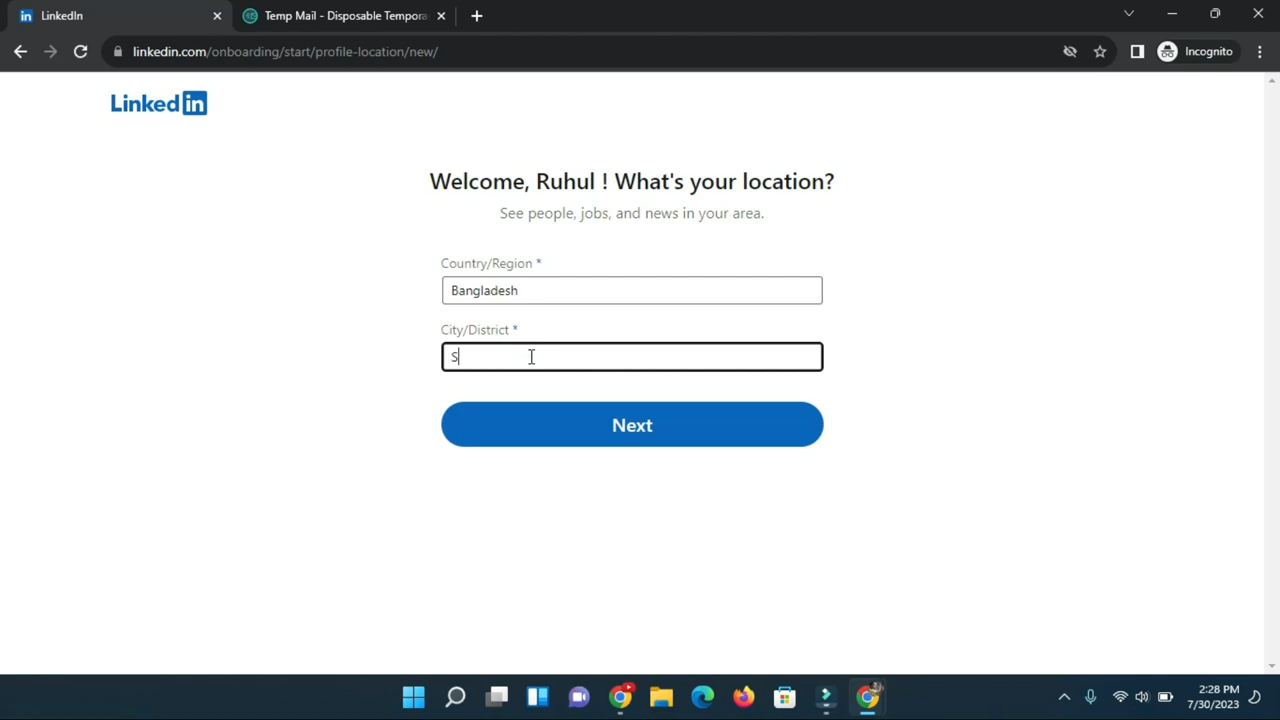 LinkedIn
Temp Mail - Disposable Tempora
linkedin.com/onboarding/start/profile-location/new/
Incognito
Linked in
Welcome, Ruhul ! What's your location?
See people, jobs, and news in your area.
Country/Region *
Bangladesh
City/District *
S
Next
2:28 PM
7/30/2023